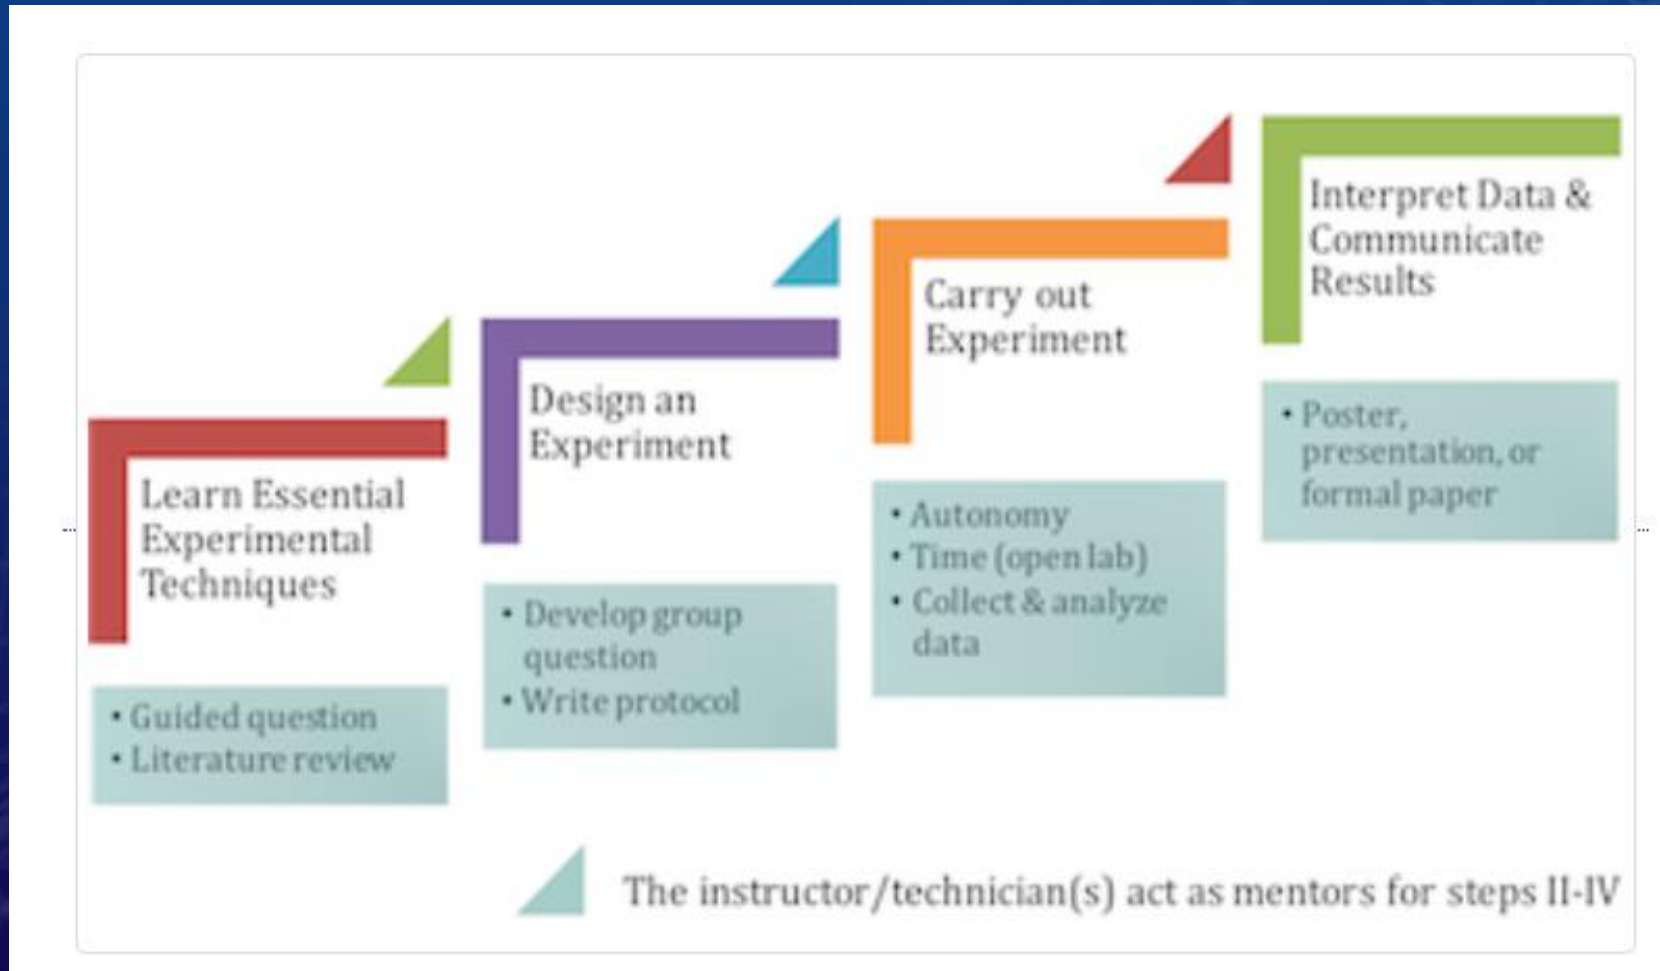 Learn Essential
Experimental
Techniques
• Guided question
• Literature review
Design an
Experiment
• Develop group
question
• Write protocol
Carry out
Experiment
• Autonomy
• Time (open lab)
• Collect & analyze
data
Interpret Data &
Communicate
Results
• Poster,
presentation, or
formal paper
The instructor/technician(s) act as mentors for steps II-IV